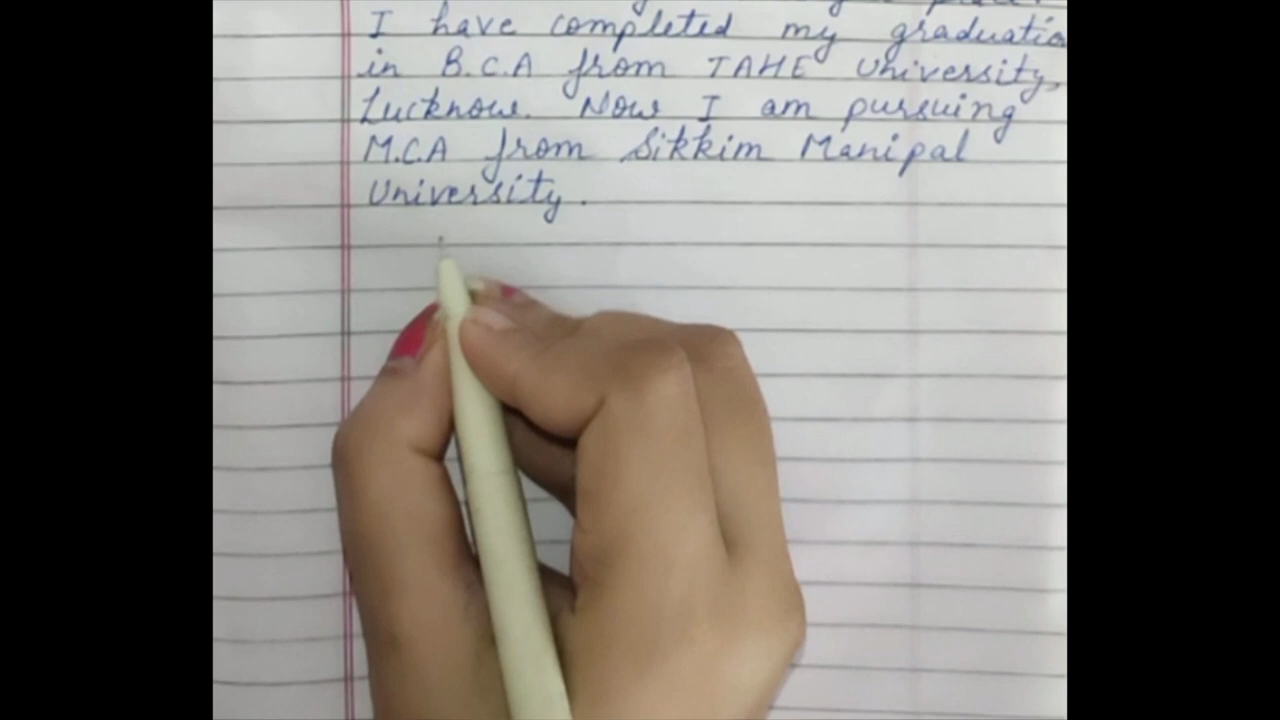 I have completed my graduatio
in B.C.A from TAHE University,
Lucknow. Now I am pursuing
M.C.A from Sikkim Manipal
University.